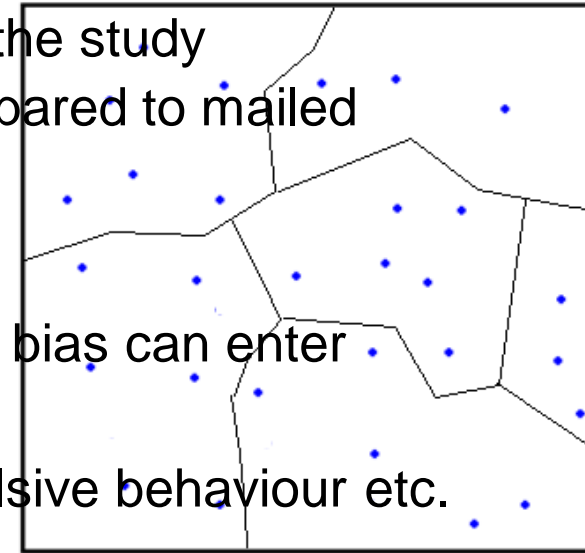 the study
pared to mailed
bias can enter
lsive behaviour etc.